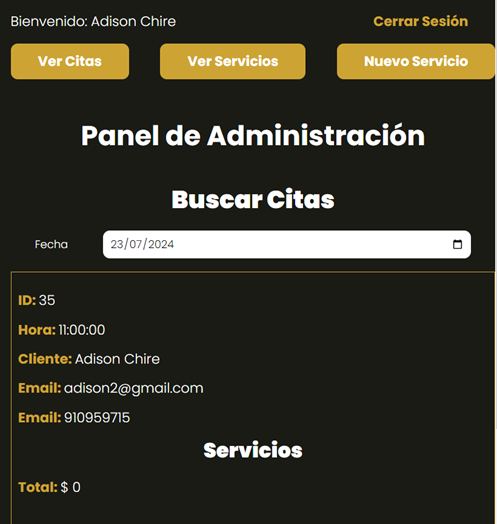 Bienvenido: Adison Chire
Cerrar Sesión
Ver Citas
Ver Servicios
Nuevo Servicio
Panel de Administración
Buscar Citas
Fecha
23/07/2024
ID: 35
Hora: 11:00:00
Cliente: Adison Chire
Email: adison2@gmail.com
Email: 910959715
Servicios
Total: $ 0